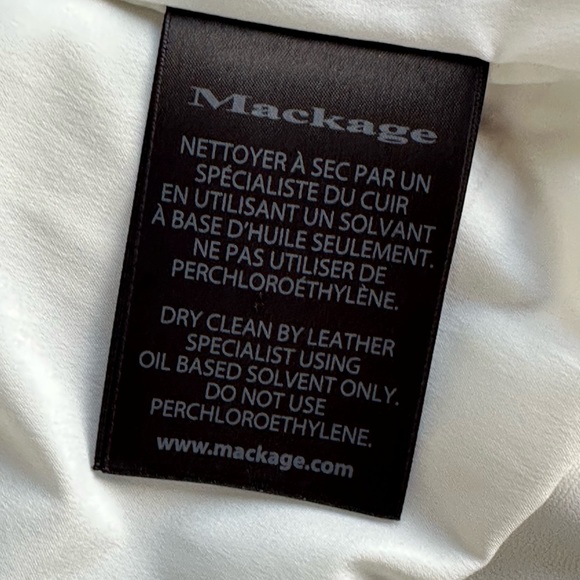 Mackage
NETTOYER À SEC PAR UN
SPÉCIALISTE DU CUIR
EN UTILISANT UN SOLVANT
À BASE D'HUILE SEULEMENT.
NE PAS UTILISER DE
PERCHLOROÉTHYLÈNE.
DRY CLEAN BY LEATHER
SPECIALIST USING
OIL BASED SOLVENT ONLY.
DO NOT USE
PERCHLOROETHYLENE.
www.mackage.com